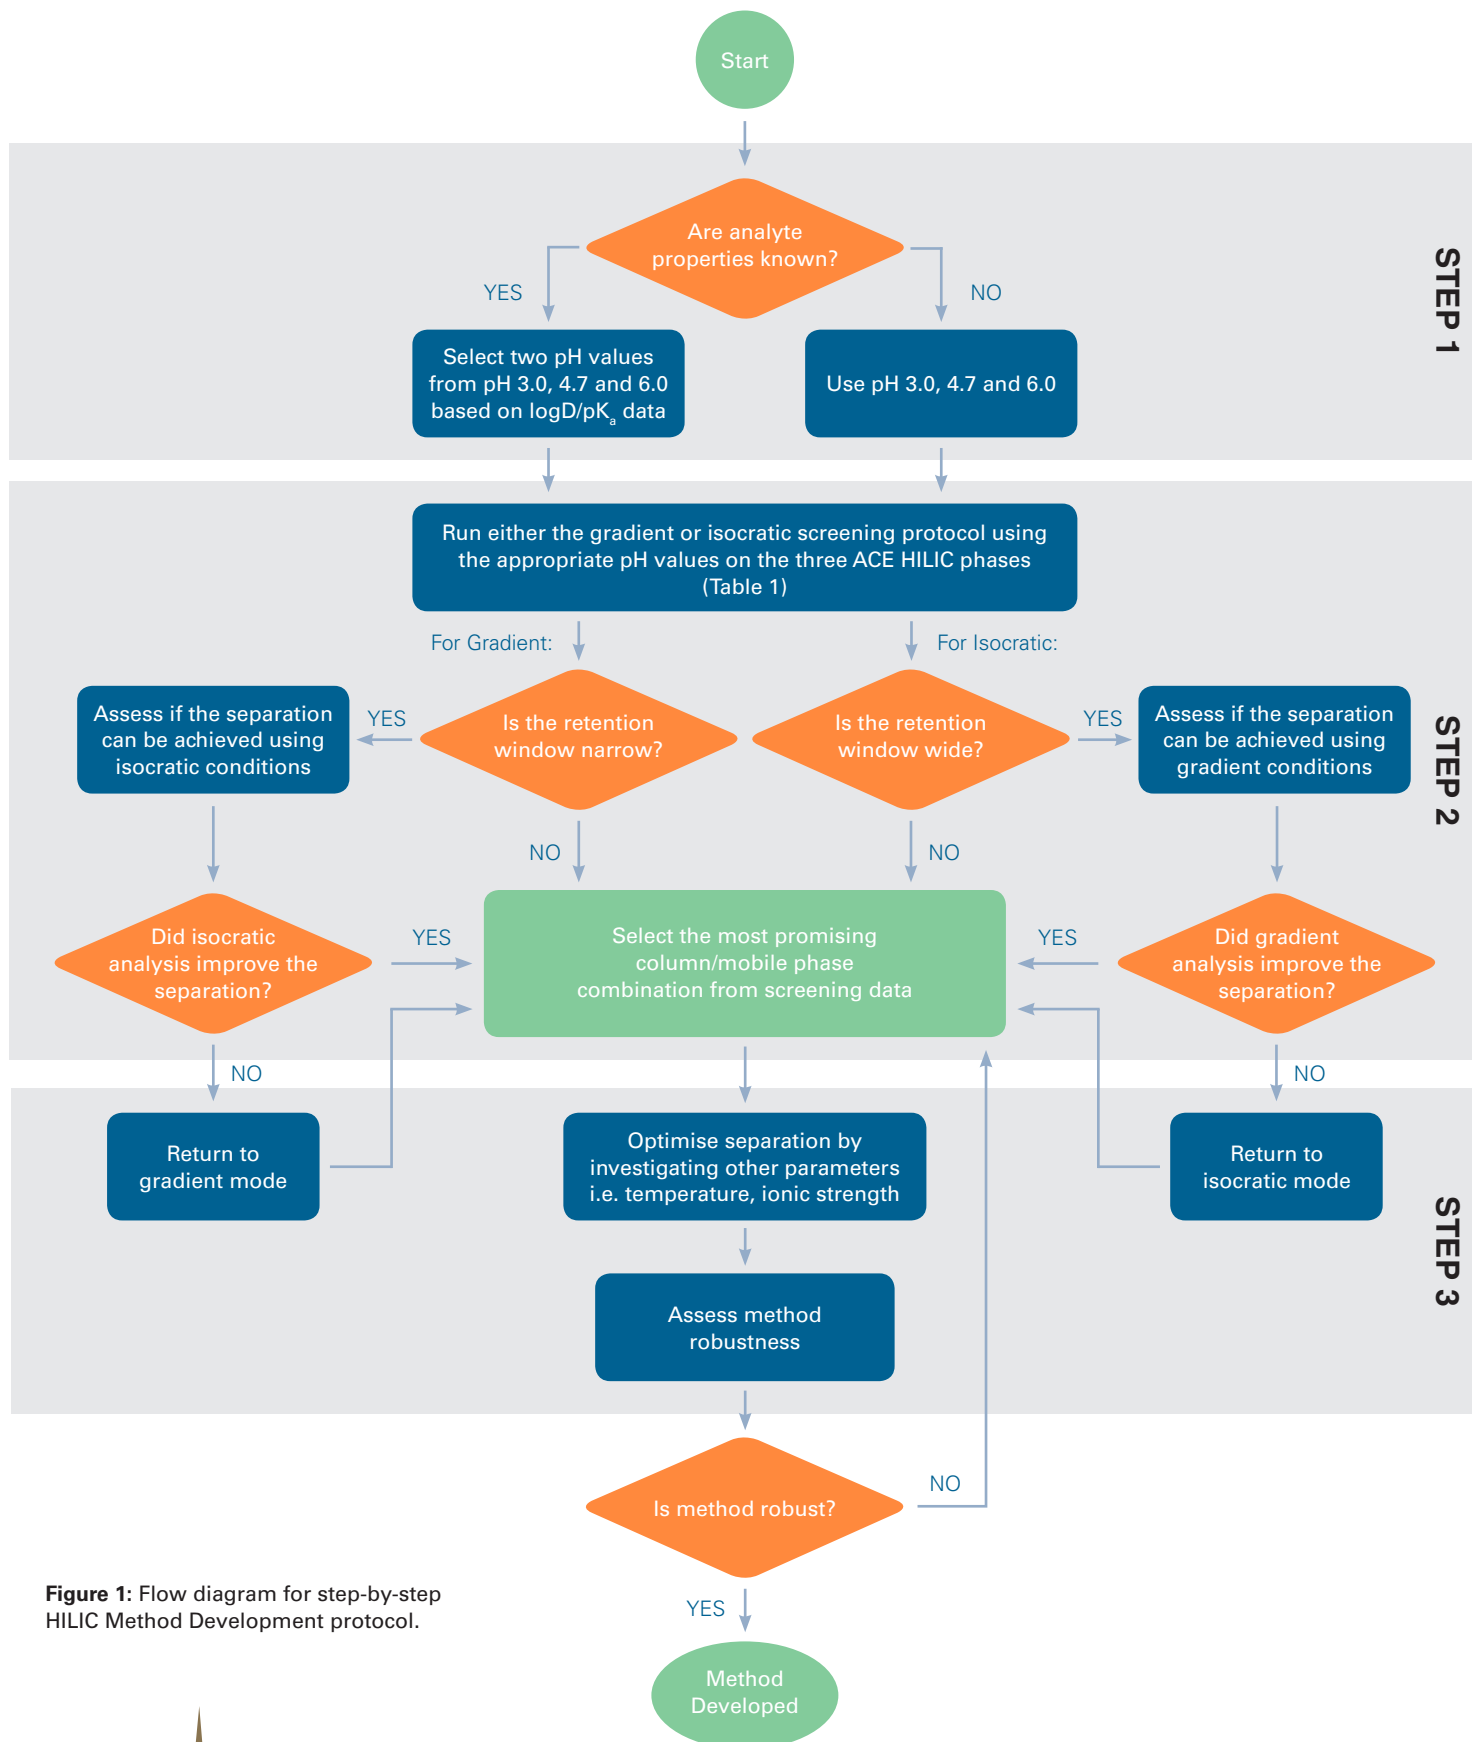 Start
Are analyte
properties known?
YES
NO
STEP 1
Select two pH values
from pH 3.0, 4.7 and 6.0
based on logD/pKa data
Use pH 3.0, 4.7 and 6.0
Run either the gradient or isocratic screening protocol using
the appropriate pH values on the three ACE HILIC phases
(Table 1)
For Gradient:
For Isocratic:
Assess if the separation
can be achieved using
isocratic conditions
YES
Is the retention
window narrow?
Is the retention
window wide?
YES
Assess if the separation
can be achieved using
gradient conditions
STEP 2
NO
NO
Did isocratic
analysis improve the
separation?
YES
Select the most promising
column/mobile phase
combination from screening data
YES
Did gradient
analysis improve the
separation?
NO
NO
Return to
gradient mode
Optimise separation by
investigating other parameters
i.e. temperature, ionic strength
Return to
isocratic mode
STEP 3
Assess method
robustness
Is method robust?
NO
YES
Method
Developed
Figure 1: Flow diagram for step-by-step
HILIC Method Development protocol.